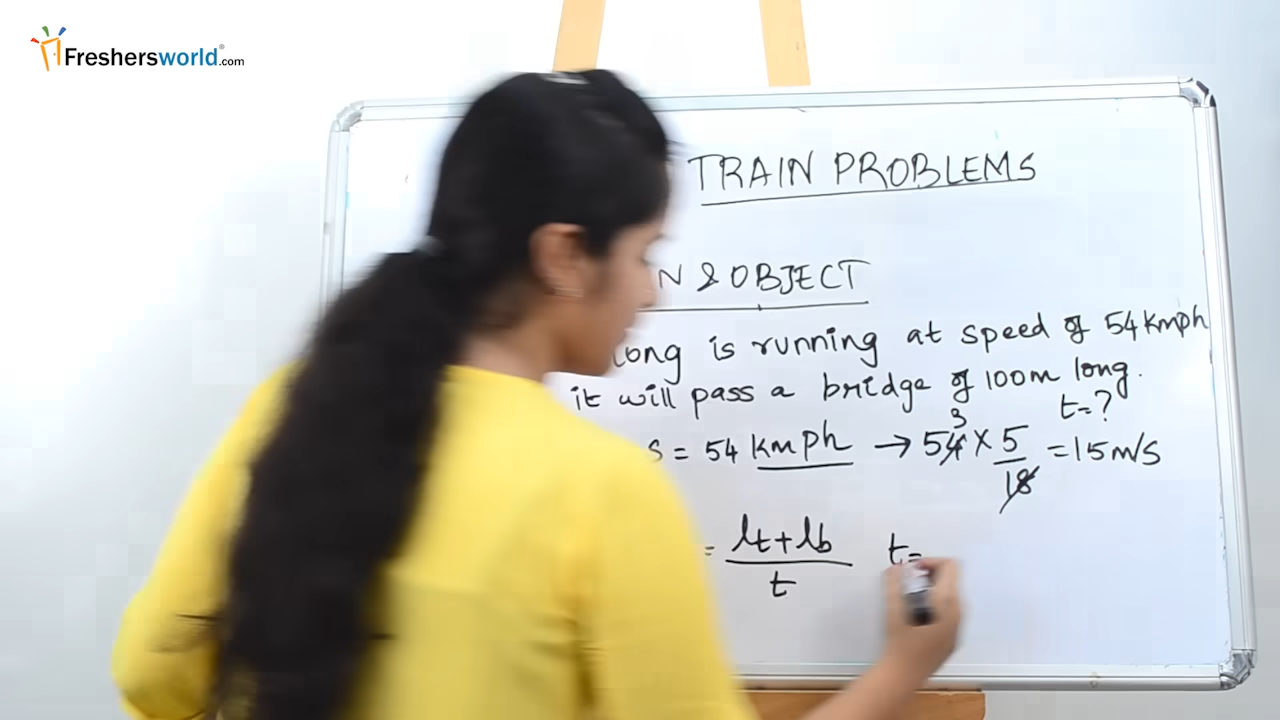 Freshersworld.com
TRAIN PROBLEMS
N & OBJECT
long is running at speed of 54 kmph
it will pass a bridge of 100m long.
t=?
S = 54 kmph → 54 3 × 5/18 = 15 m/s
= lt+lb/t t=